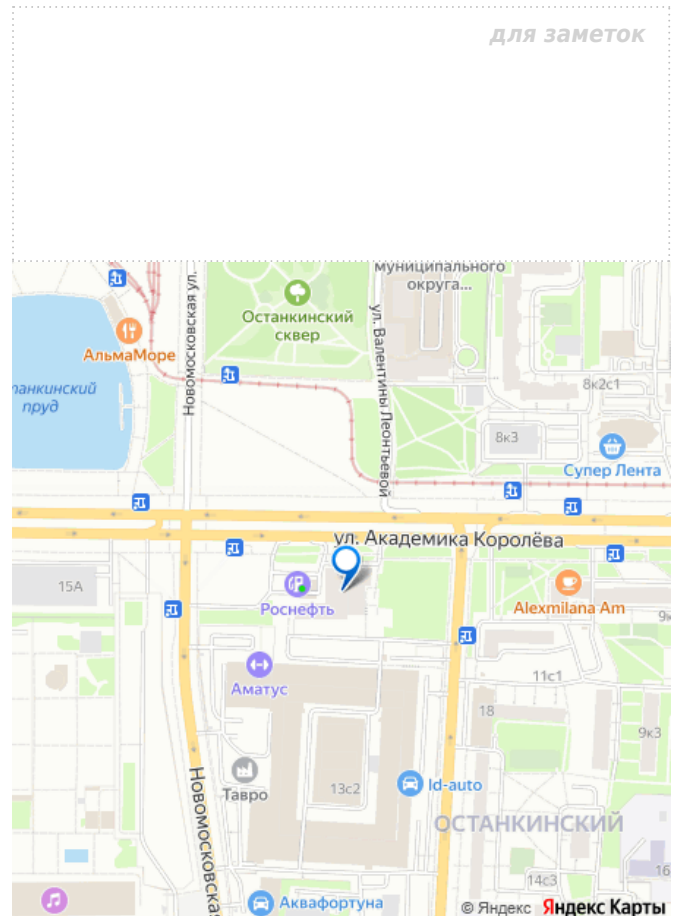 для заметок
муниципального
округа...
Останкинский
сквер
Новомосковская ул.
ул. Валентины Леонтьевой
АльмаМоре
танкинский
пруд
8к2с1
8к3
Супер Лента
ул. Академика Королёва
15А
Роснефть
Alexmilana Am
9к
Аматус
11с1
18
9к3
Новомосковская
Тавро
13с2
Id-auto
ОСТАНКИНСКИЙ
14с3
16
Аквафортуна
© Яндекс Яндекс Карты